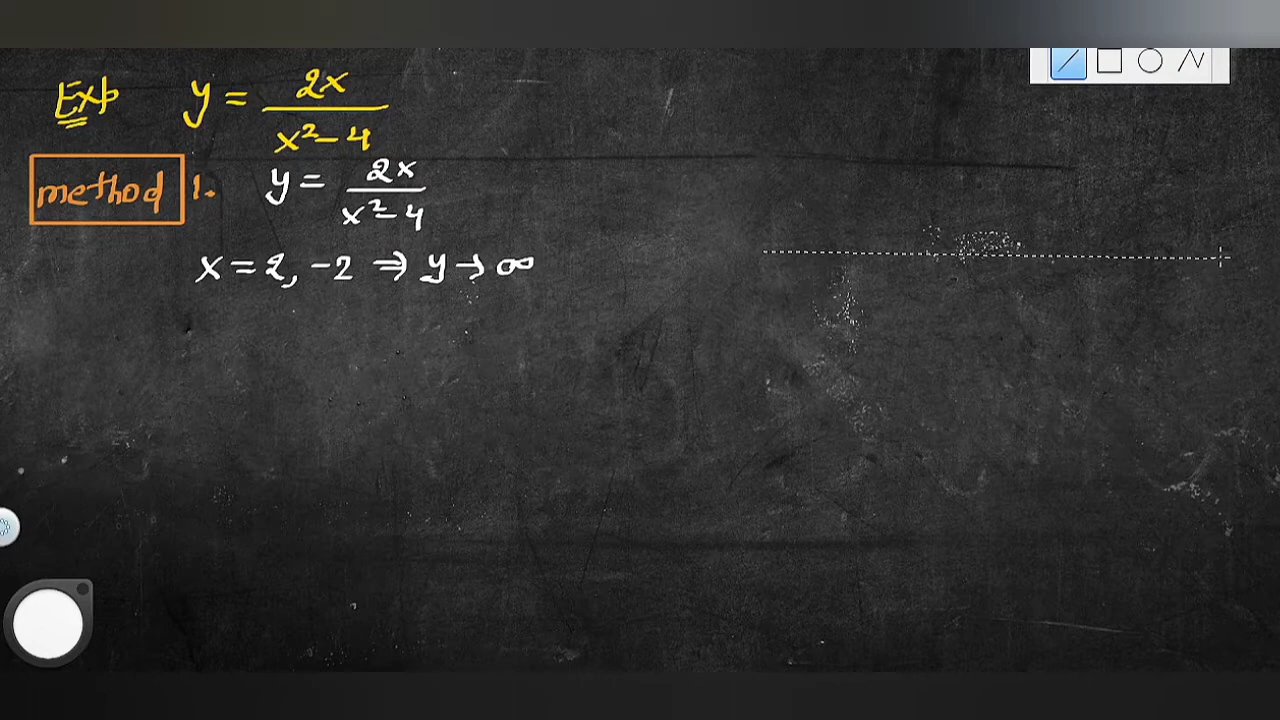 Exp y = 2x / x² - 4
method 1. y = 2x / x² - 4
x = 2, -2 ⇒ y → ∞